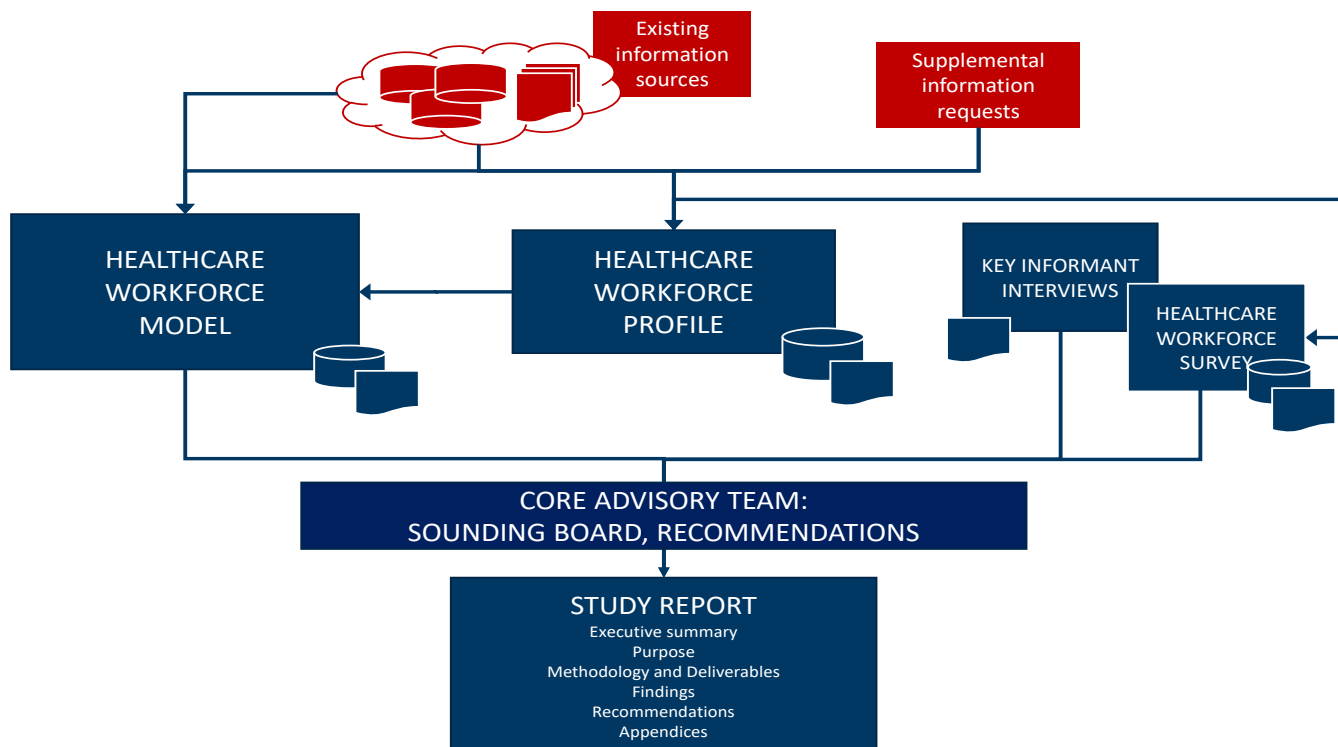 Existing
information
sources
Supplemental
information
requests
HEALTHCARE
WORKFORCE
MODEL
HEALTHCARE
WORKFORCE
PROFILE
KEY INFORMANT
INTERVIEWS
HEALTHCARE
WORKFORCE
SURVEY
CORE ADVISORY TEAM:
SOUNDING BOARD, RECOMMENDATIONS
STUDY REPORT
Executive summary
Purpose
Methodology and Deliverables
Findings
Recommendations
Appendices